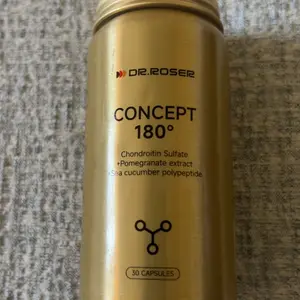 DR.ROSER
CONCEPT
180°
Chondroitin Sulfate
•Pomegranate extract
•Sea cucumber polypeptide
30 CAPSULES